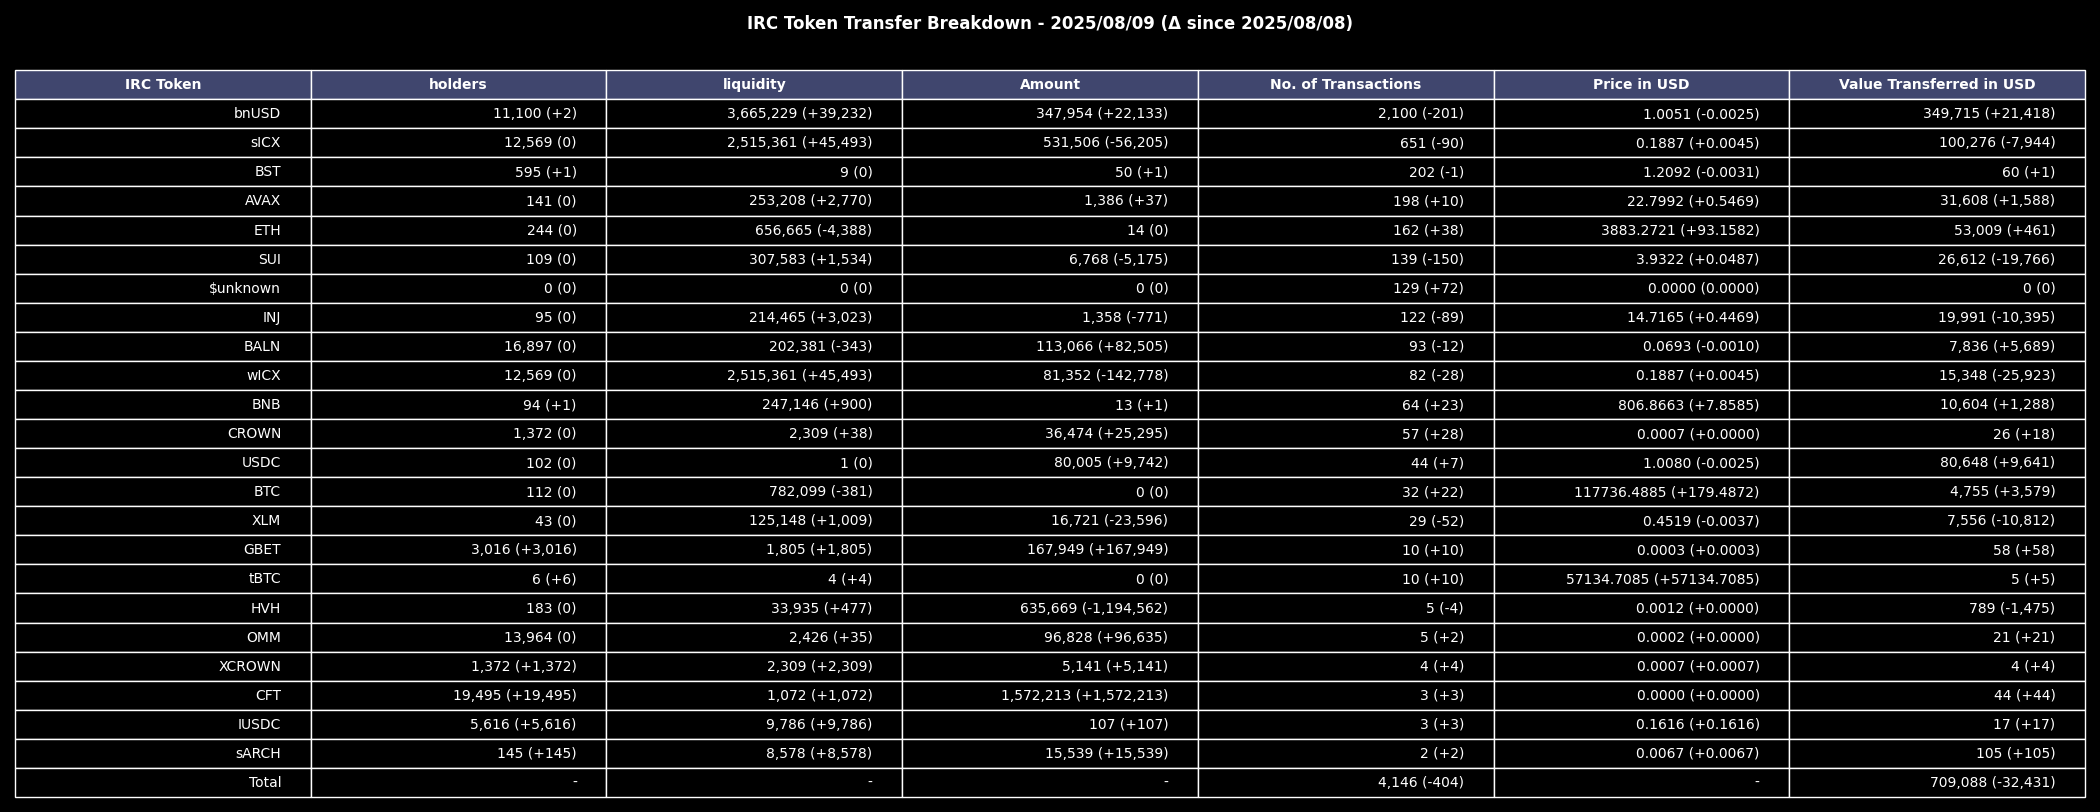 IRC Token Transfer Breakdown - 2025/08/09 (Δ since 2025/08/08)
IRC Token holders liquidity Amount No. of Transactions Price in USD Value Transferred in USD
bnUSD 11,100 (+2) 3,665,229 (+39,232) 347,954 (+22,133) 2,100 (-201) 1.0051 (-0.0025) 349,715 (+21,418)
sICX 12,569 (0) 2,515,361 (+45,493) 531,506 (-56,205) 651 (-90) 0.1887 (+0.0045) 100,276 (-7,944)
BST 595 (+1) 9 (0) 50 (+1) 202 (-1) 1.2092 (-0.0031) 60 (+1)
AVAX 141 (0) 253,208 (+2,770) 1,386 (+37) 198 (+10) 22.7992 (+0.5469) 31,608 (+1,588)
ETH 244 (0) 656,665 (-4,388) 14 (0) 162 (+38) 3883.2721 (+93.1582) 53,009 (+461)
SUI 109 (0) 307,583 (+1,534) 6,768 (-5,175) 139 (-150) 3.9322 (+0.0487) 26,612 (-19,766)
$unknown 0 (0) 0 (0) 0 (0) 129 (+72) 0.0000 (0.0000) 0 (0)
INJ 95 (0) 214,465 (+3,023) 1,358 (-771) 122 (-89) 14.7165 (+0.4469) 19,991 (-10,395)
BALN 16,897 (0) 202,381 (-343) 113,066 (+82,505) 93 (-12) 0.0693 (-0.0010) 7,836 (+5,689)
wICX 12,569 (0) 2,515,361 (+45,493) 81,352 (-142,778) 82 (-28) 0.1887 (+0.0045) 15,348 (-25,923)
BNB 94 (+1) 247,146 (+900) 13 (+1) 64 (+23) 806.8663 (+7.8585) 10,604 (+1,288)
CROWN 1,372 (0) 2,309 (+38) 36,474 (+25,295) 57 (+28) 0.0007 (+0.0000) 26 (+18)
USDC 102 (0) 1 (0) 80,005 (+9,742) 44 (+7) 1.0080 (-0.0025) 80,648 (+9,641)
BTC 112 (0) 782,099 (-381) 0 (0) 32 (+22) 117736.4885 (+179.4872) 4,755 (+3,579)
XLM 43 (0) 125,148 (+1,009) 16,721 (-23,596) 29 (-52) 0.4519 (-0.0037) 7,556 (-10,812)
GBET 3,016 (+3,016) 1,805 (+1,805) 167,949 (+167,949) 10 (+10) 0.0003 (+0.0003) 58 (+58)
tBTC 6 (+6) 4 (+4) 0 (0) 10 (+10) 57134.7085 (+57134.7085) 5 (+5)
HVH 183 (0) 33,935 (+477) 635,669 (-1,194,562) 5 (-4) 0.0012 (+0.0000) 789 (-1,475)
OMM 13,964 (0) 2,426 (+35) 96,828 (+96,635) 5 (+2) 0.0002 (+0.0000) 21 (+21)
XCROWN 1,372 (+1,372) 2,309 (+2,309) 5,141 (+5,141) 4 (+4) 0.0007 (+0.0007) 4 (+4)
CFT 19,495 (+19,495) 1,072 (+1,072) 1,572,213 (+1,572,213) 3 (+3) 0.0000 (+0.0000) 44 (+44)
IUSDC 5,616 (+5,616) 9,786 (+9,786) 107 (+107) 3 (+3) 0.1616 (+0.1616) 17 (+17)
sARCH 145 (+145) 8,578 (+8,578) 15,539 (+15,539) 2 (+2) 0.0067 (+0.0067) 105 (+105)
Total - - - 4,146 (-404) - 709,088 (-32,431)